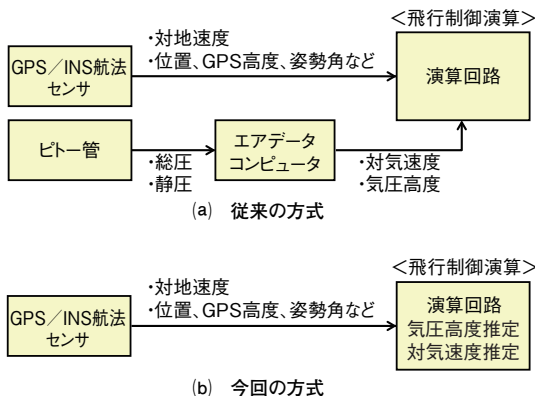 ＜飛行制御演算＞
・対地速度
・位置、GPS高度、姿勢角など
GPS／INS航法
センサ
演算回路
ピトー管
・総圧
・静圧
エアデータ
コンピュータ
・対気速度
・気圧高度
(a) 従来の方式
＜飛行制御演算＞
・対地速度
・位置、GPS高度、姿勢角など
GPS／INS航法
センサ
演算回路
気圧高度推定
対気速度推定
(b) 今回の方式